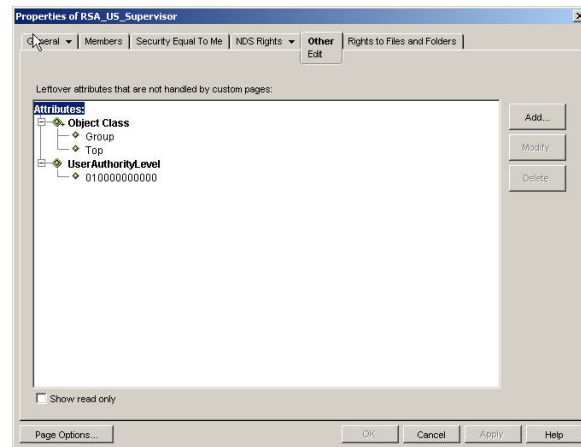 Properties of RSA_US_Supervisor
General Members Security Equal To Me NDS Rights Other Rights to Files and Folders
Edit
Leftover attributes that are not handled by custom pages:
Attributes:
Object Class
Group
Top
UserAuthorityLevel
010000000000
Add...
Modify
Delete
Show read only
Page Options... OK Cancel Apply Help